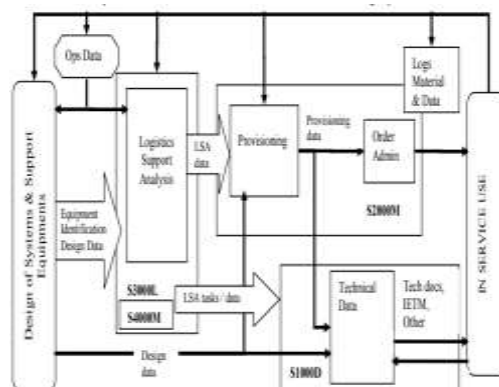 Ops Data
Logs
Material
& Data
Design of Systems & Support
Equipments
Logistics
Support
Analysis
LSA
data
Provisioning
Provisioning
data
Order
Admin
S2000M
IN SERVICE USE
Equipment
Identification
Design Data
S3000L
S4000M
LSA tasks / data
Technical
Data
Tech docs,
IETM,
Other
Design
data
S1000D